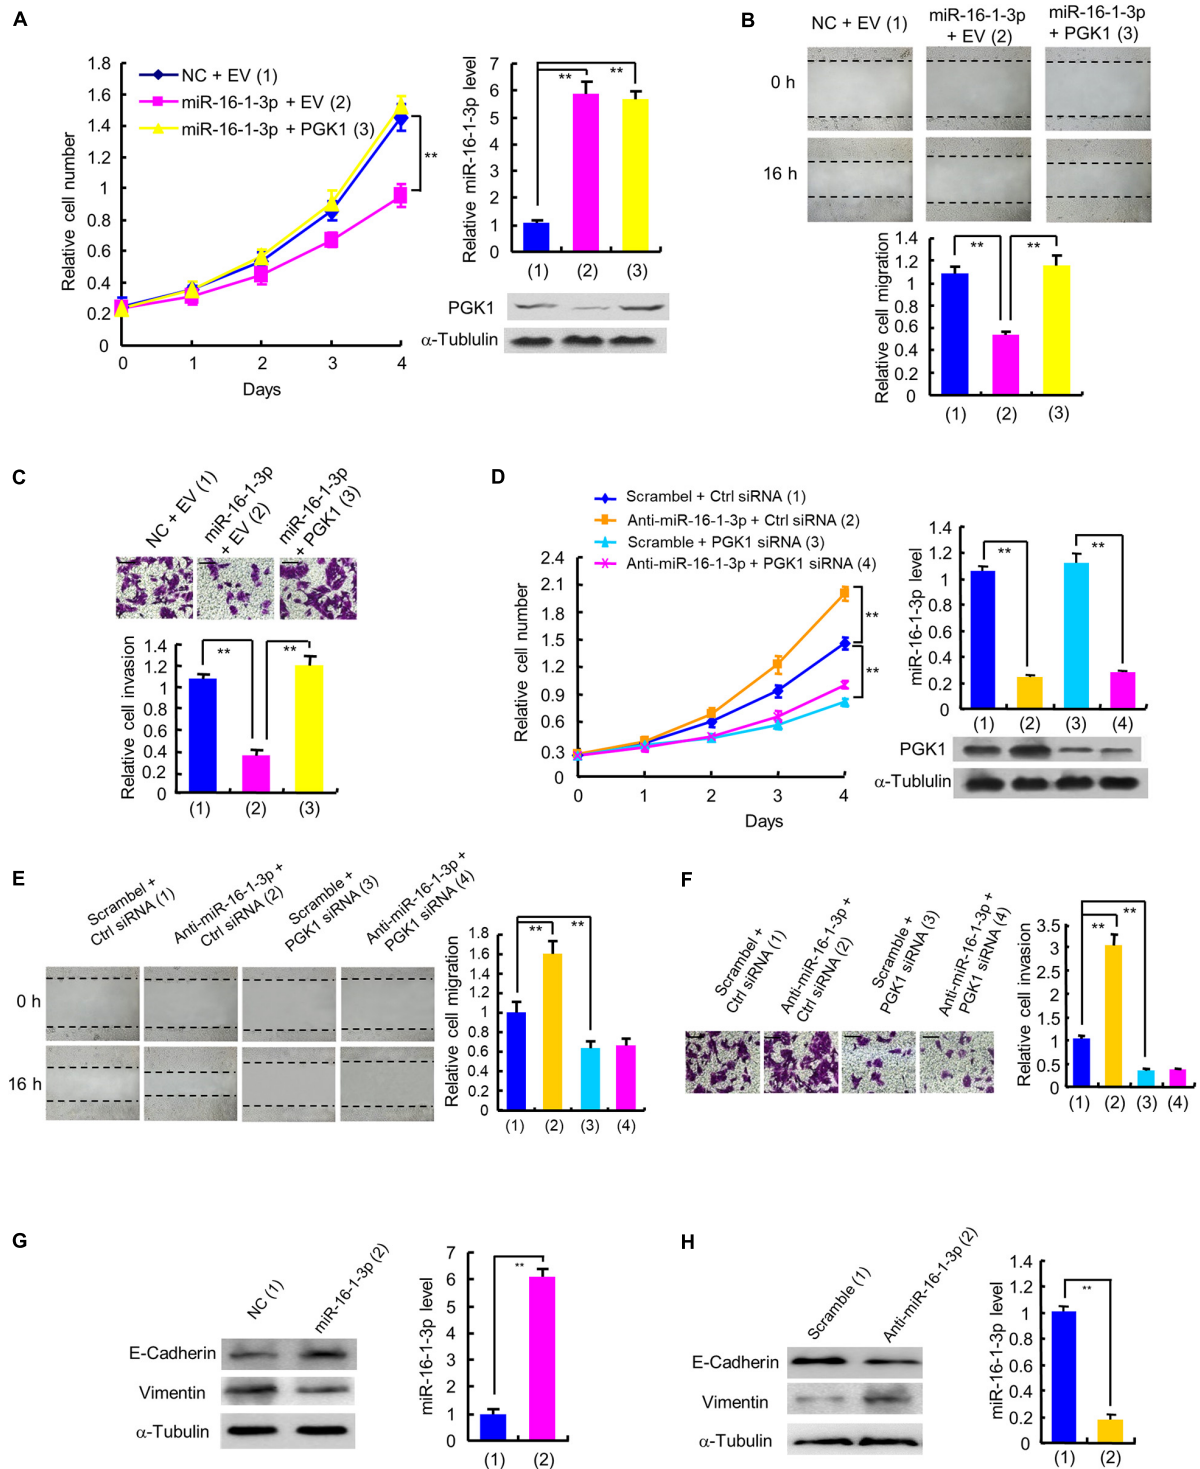 A
NC + EV (1)
miR-16-1-3p + EV (2)
miR-16-1-3p + PGK1 (3)
Relative cell number
1.8
1.6
1.4
1.2
1
0.8
0.6
0.4
0.2
0
0 1 2 3 4
Days
**
Relative miR-16-1-3p level
7
6
5
4
3
2
1
0
** **
(1) (2) (3)
PGK1
α-Tublulin
B
NC + EV (1)
miR-16-1-3p
+ EV (2)
miR-16-1-3p
+ PGK1 (3)
0 h
16 h
Relative cell migration
1.4
1.2
1
0.8
0.6
0.4
0.2
0
** **
(1) (2) (3)
C
NC + EV (1)
miR-16-1-3p
+ EV (2)
miR-16-1-3p
+ PGK1 (3)
Relative cell invasion
1.4
1.2
1
0.8
0.6
0.4
0.2
0
** **
(1) (2) (3)
D
Scrambel + Ctrl siRNA (1)
Anti-miR-16-1-3p + Ctrl siRNA (2)
Scramble + PGK1 siRNA (3)
Anti-miR-16-1-3p + PGK1 siRNA (4)
Relative cell number
2.4
2.1
1.8
1.5
1.2
0.9
0.6
0.3
0
0 1 2 3 4
Days
**
**
miR-16-1-3p level
1.4
1.2
1
0.8
0.6
0.4
0.2
0
** **
(1) (2) (3) (4)
PGK1
α-Tublulin
E
Scrambel +
Ctrl siRNA (1)
Anti-miR-16-1-3p +
Ctrl siRNA (2)
Scramble +
PGK1 siRNA (3)
Anti-miR-16-1-3p +
PGK1 siRNA (4)
0 h
16 h
Relative cell migration
1.8
1.6
1.4
1.2
1
0.8
0.6
0.4
0.2
0
** **
(1) (2) (3) (4)
F
Scrambel +
Ctrl siRNA (1)
Anti-miR-16-1-3p +
Ctrl siRNA (2)
Scramble +
PGK1 siRNA (3)
Anti-miR-16-1-3p +
PGK1 siRNA (4)
Relative cell invasion
3.5
3
2.5
2
1.5
1
0.5
0
** **
(1) (2) (3) (4)
G
NC (1)
miR-16-1-3p (2)
E-Cadherin
Vimentin
α-Tubulin
miR-16-1-3p level
7
6
5
4
3
2
1
0
**
(1) (2)
H
Scramble (1)
Anti-miR-16-1-3p (2)
E-Cadherin
Vimentin
α-Tubulin
miR-16-1-3p level
1.4
1.2
1
0.8
0.6
0.4
0.2
0
**
(1) (2)